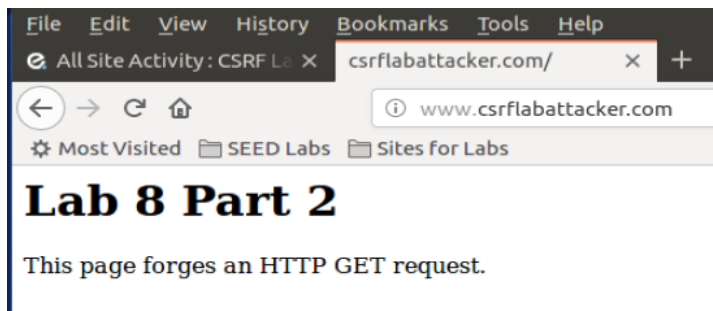 File Edit View History Bookmarks Tools Help
All Site Activity : CSRF La csrflabattacker.com/
www.csrflabattacker.com
Most Visited SEED Labs Sites for Labs
Lab 8 Part 2
This page forges an HTTP GET request.